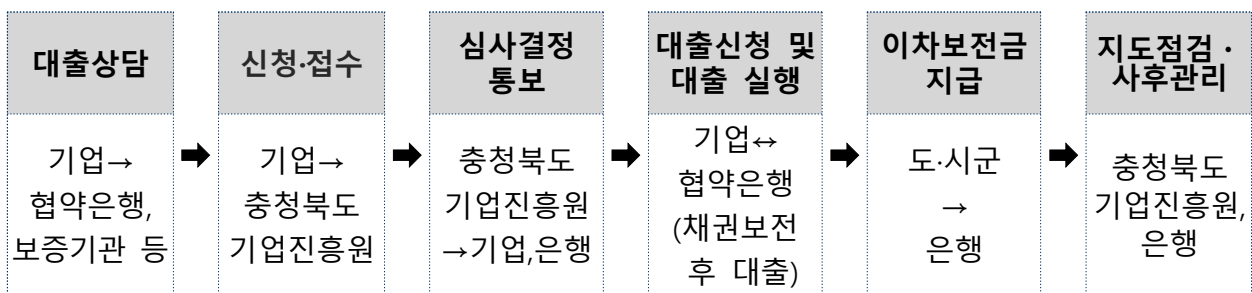 대출상담
기업→
협약은행,
보증기관 등
➡
신청·접수
기업→
충청북도
기업진흥원
➡
심사결정
통보
충청북도
기업진흥원
→기업,은행
➡
대출신청 및
대출 실행
기업↔
협약은행
(채권보전
후 대출)
➡
이차보전금
지급
도·시군
→
은행
➡
지도점검·
사후관리
충청북도
기업진흥원,
은행